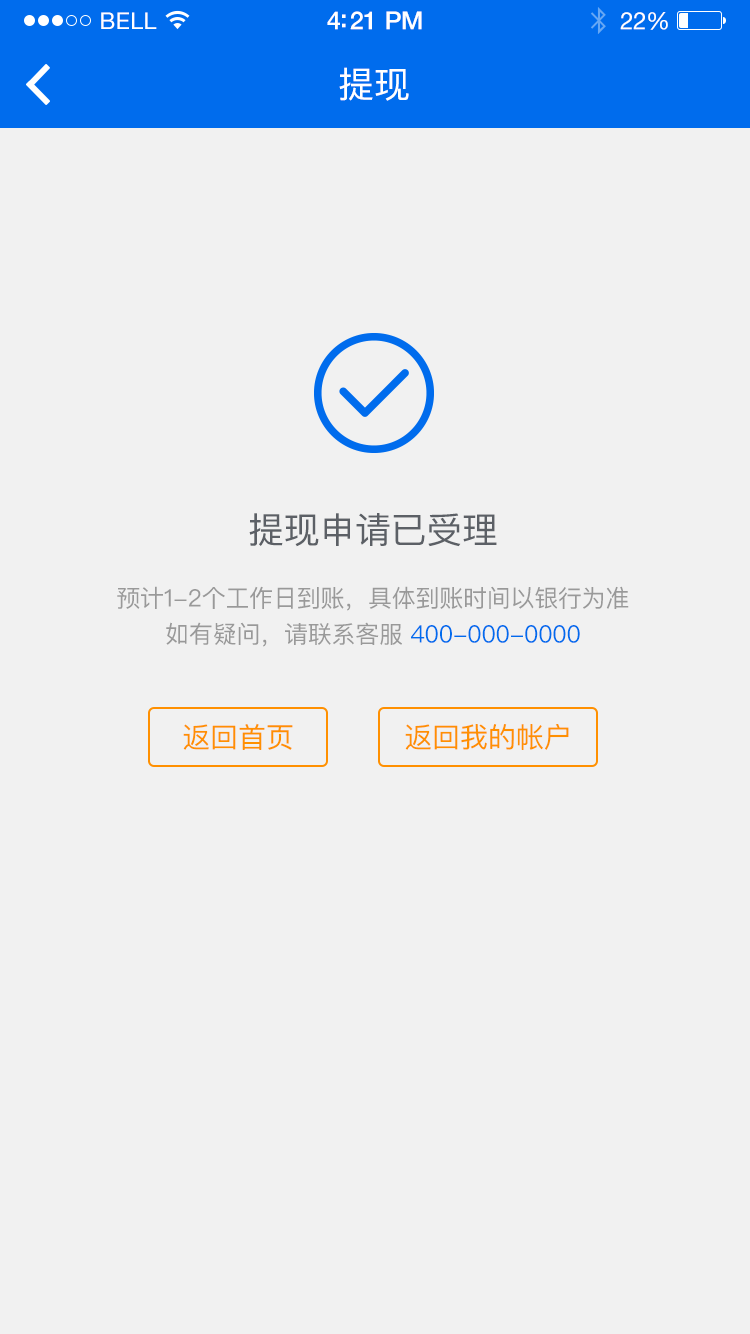 BELL 4:21 PM 22%
提现
提现申请已受理
预计1-2个工作日到账，具体到账时间以银行为准
如有疑问，请联系客服 400-000-0000
返回首页 返回我的帐户